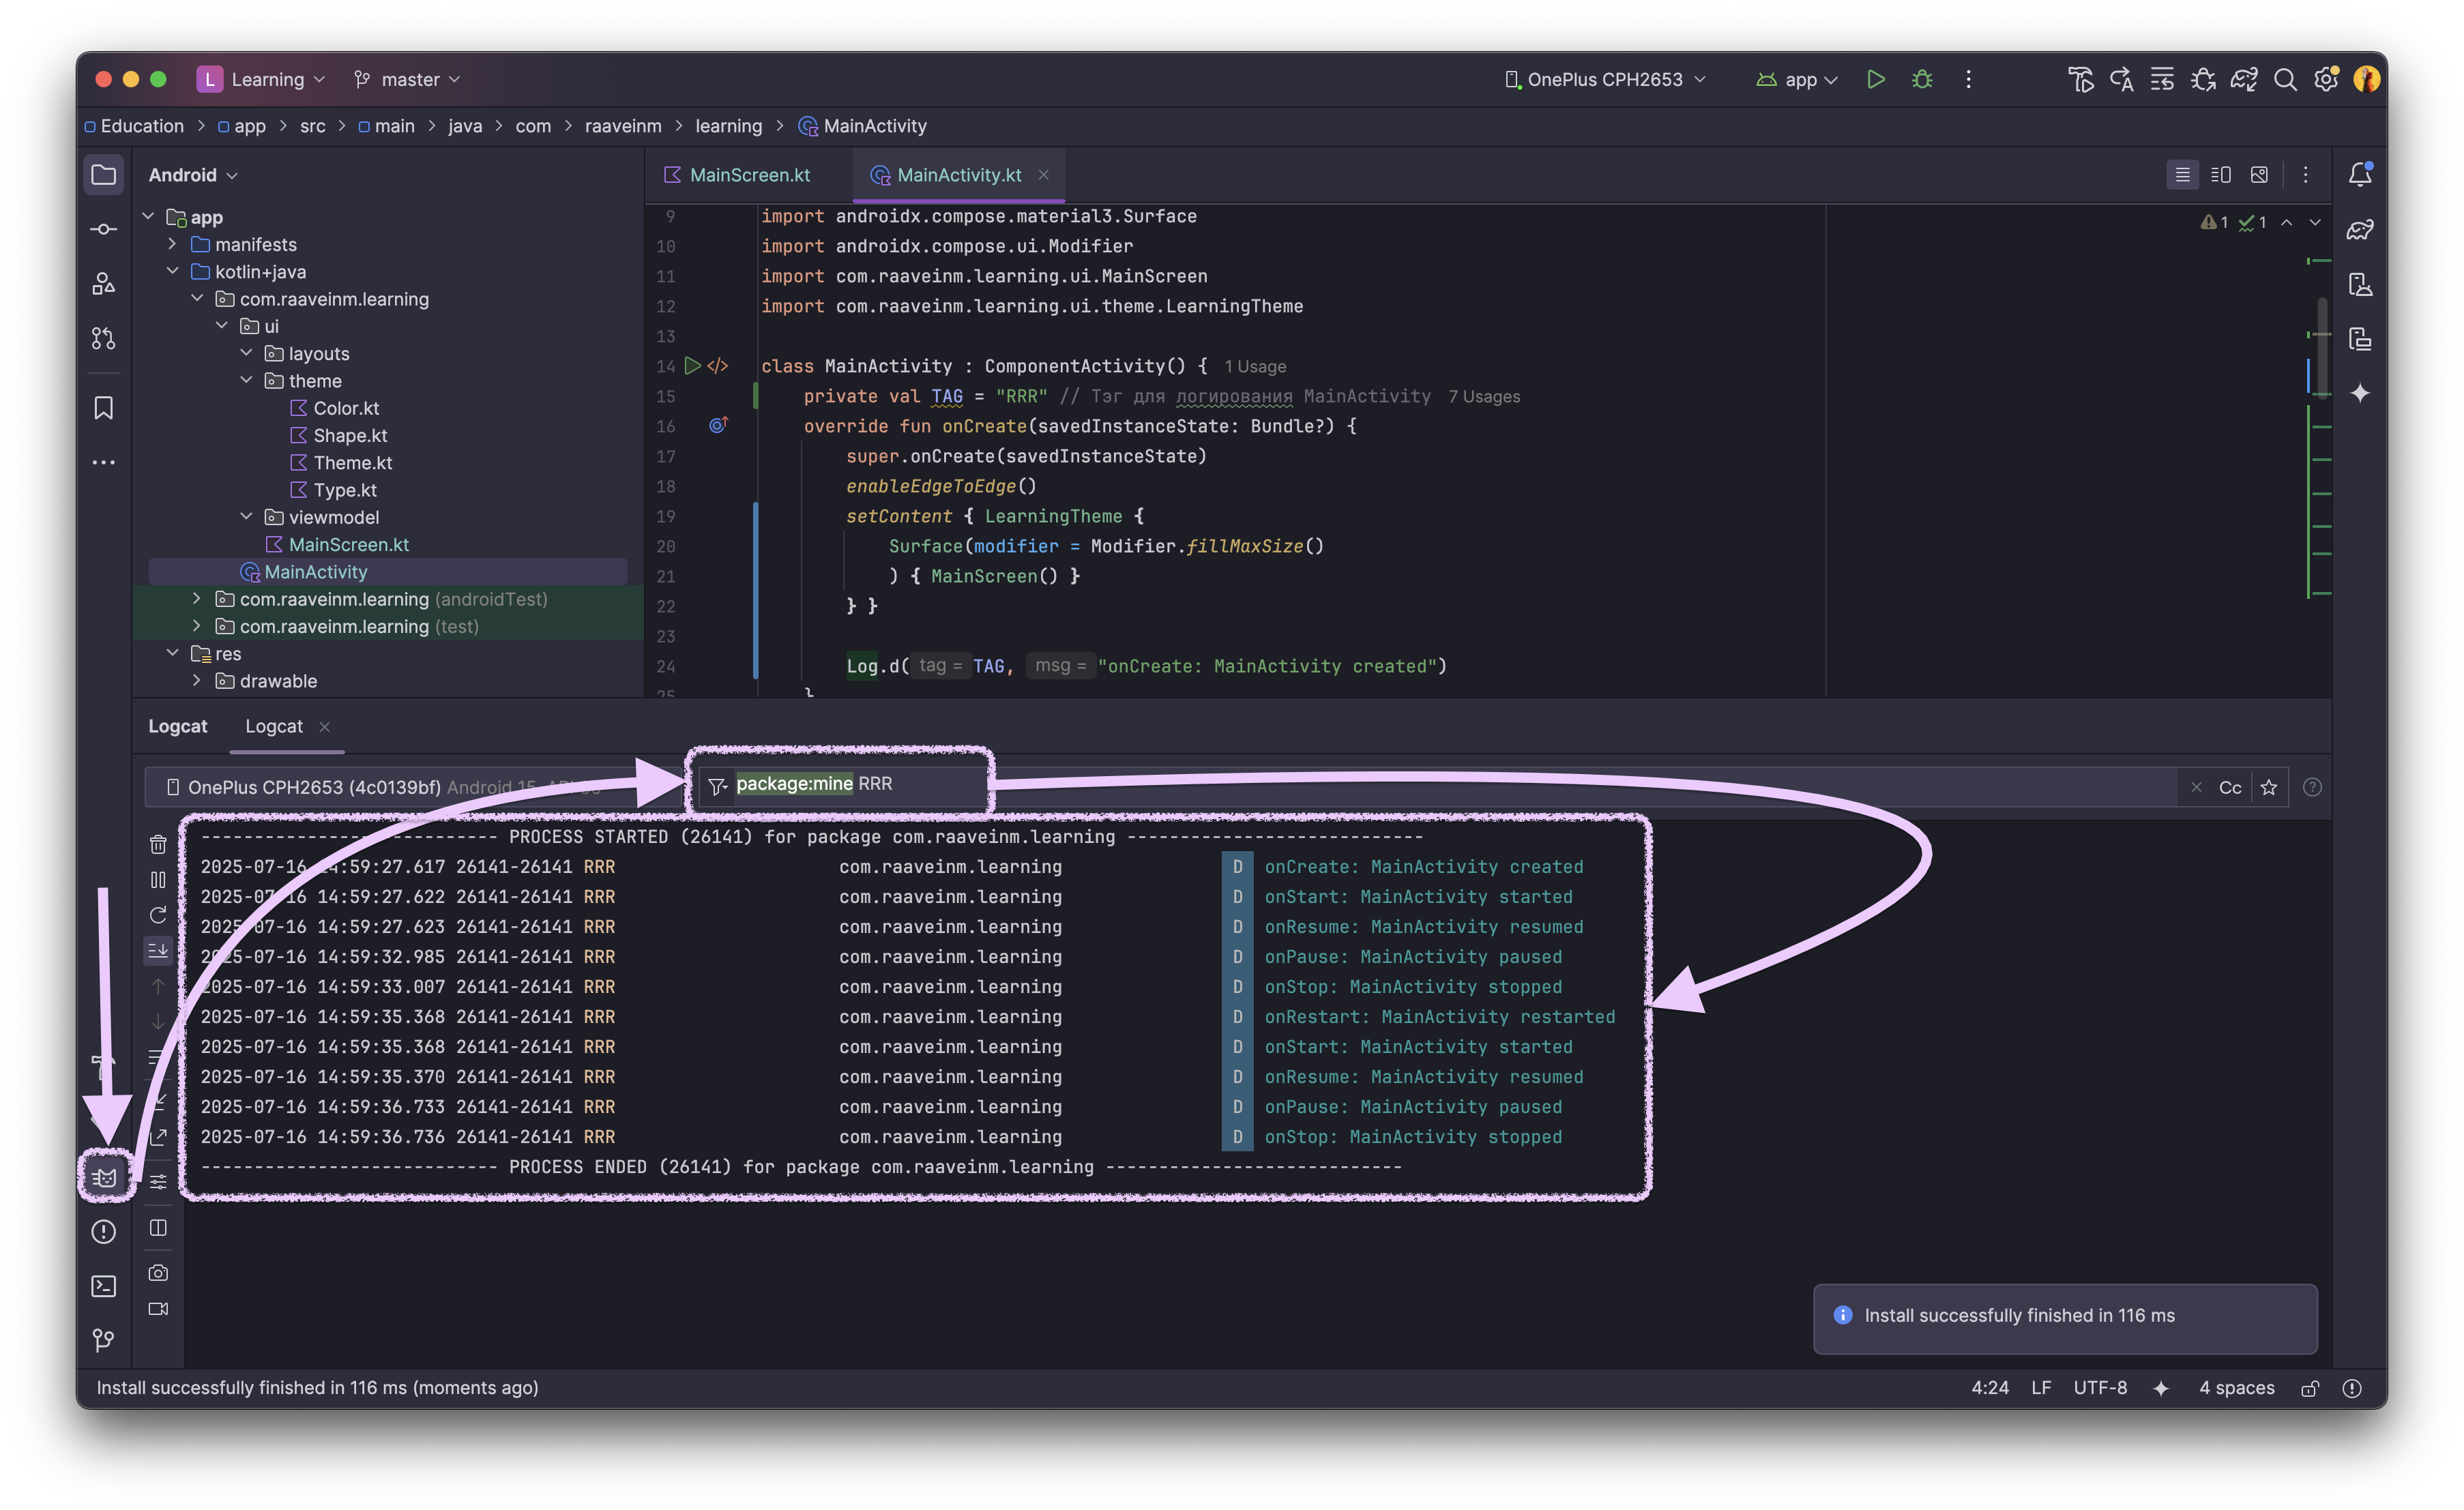 L Learning master OnePlus CPH2653 app
Education app src main java com raaveinm learning MainActivity
Android
app
manifests
kotlin+java
com.raaveinm.learning
ui
layouts
theme
Color.kt
Shape.kt
Theme.kt
Type.kt
viewmodel
MainScreen.kt
MainActivity
com.raaveinm.learning (androidTest)
com.raaveinm.learning (test)
res
drawable
MainScreen.kt MainActivity.kt
1 1
9 import androidx.compose.material3.Surface
10 import androidx.compose.ui.Modifier
11 import com.raaveinm.learning.ui.MainScreen
12 import com.raaveinm.learning.ui.theme.LearningTheme
13
14 class MainActivity : ComponentActivity() { 1 Usage
15 private val TAG = "RRR" // Тэг для логирования MainActivity 7 Usages
16 override fun onCreate(savedInstanceState: Bundle?) {
17 super.onCreate(savedInstanceState)
18 enableEdgeToEdge()
19 setContent { LearningTheme {
20 Surface(modifier = Modifier.fillMaxSize()
21 ) { MainScreen() }
22 } }
23
24 Log.d( tag = TAG, msg = "onCreate: MainActivity created")
25 }
Logcat Logcat
OnePlus CPH2653 (4c0139bf) Android 15, package:mine RRR Cc
---------------------------- PROCESS STARTED (26141) for package com.raaveinm.learning ----------------------------
2025-07-16 14:59:27.617 26141-26141 RRR com.raaveinm.learning D onCreate: MainActivity created
2025-07-16 14:59:27.622 26141-26141 RRR com.raaveinm.learning D onStart: MainActivity started
2025-07-16 14:59:27.623 26141-26141 RRR com.raaveinm.learning D onResume: MainActivity resumed
2025-07-16 14:59:32.985 26141-26141 RRR com.raaveinm.learning D onPause: MainActivity paused
2025-07-16 14:59:33.007 26141-26141 RRR com.raaveinm.learning D onStop: MainActivity stopped
2025-07-16 14:59:35.368 26141-26141 RRR com.raaveinm.learning D onRestart: MainActivity restarted
2025-07-16 14:59:35.368 26141-26141 RRR com.raaveinm.learning D onStart: MainActivity started
2025-07-16 14:59:35.370 26141-26141 RRR com.raaveinm.learning D onResume: MainActivity resumed
2025-07-16 14:59:36.733 26141-26141 RRR com.raaveinm.learning D onPause: MainActivity paused
2025-07-16 14:59:36.736 26141-26141 RRR com.raaveinm.learning D onStop: MainActivity stopped
---------------------------- PROCESS ENDED (26141) for package com.raaveinm.learning ----------------------------
Install successfully finished in 116 ms
Install successfully finished in 116 ms (moments ago) 4:24 LF UTF-8 4 spaces